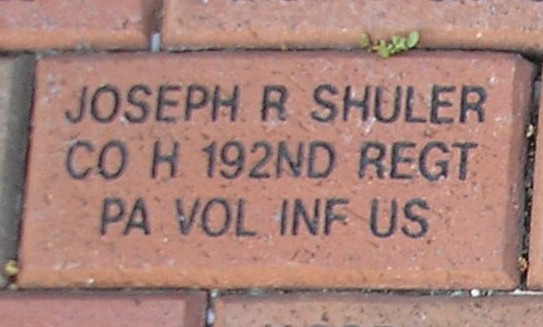 JOSEPH R SHULER
CO H 192ND REGT
PA VOL INF US